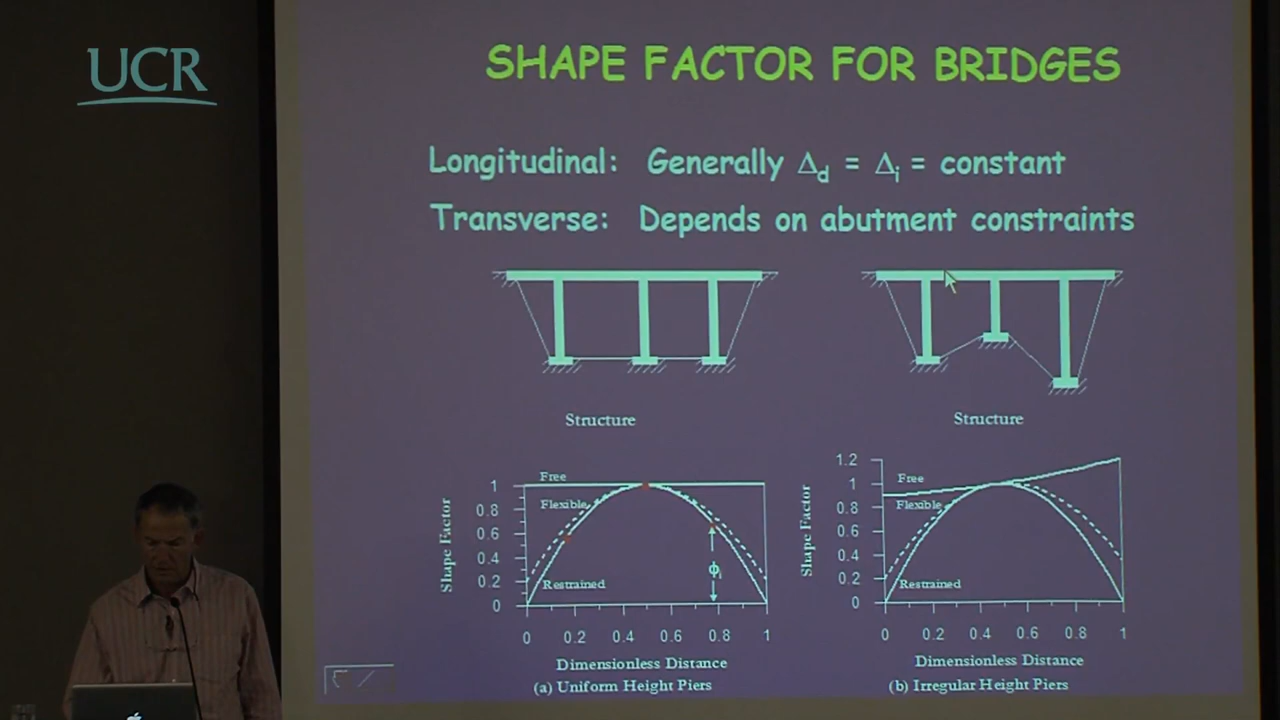 UCR
SHAPE FACTOR FOR BRIDGES
Longitudinal: Generally Δd = Δi = constant
Transverse: Depends on abutment constraints
Structure
Structure
Shape Factor
1
0.8
0.6
0.4
0.2
0
Free
Flexible
Restrained
ϕi
0 0.2 0.4 0.6 0.8 1
Dimensionless Distance
(a) Uniform Height Piers
Shape Factor
1.2
1
0.8
0.6
0.4
0.2
0
Free
Flexible
Restrained
0 0.2 0.4 0.6 0.8 1
Dimensionless Distance
(b) Irregular Height Piers